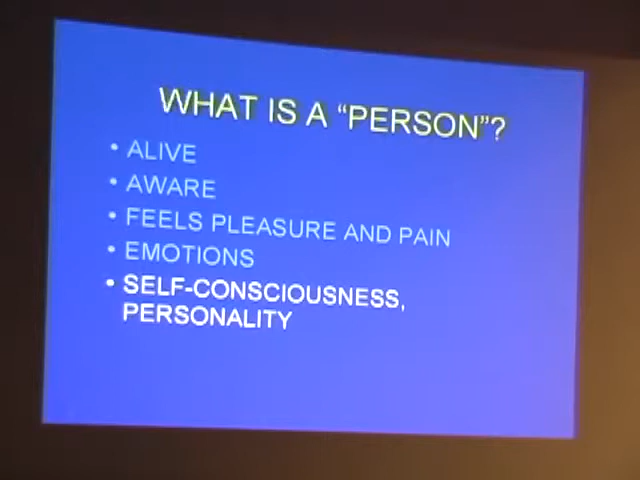 WHAT IS A “PERSON”?
• ALIVE
• AWARE
• FEELS PLEASURE AND PAIN
• EMOTIONS
• SELF-CONSCIOUSNESS,
PERSONALITY